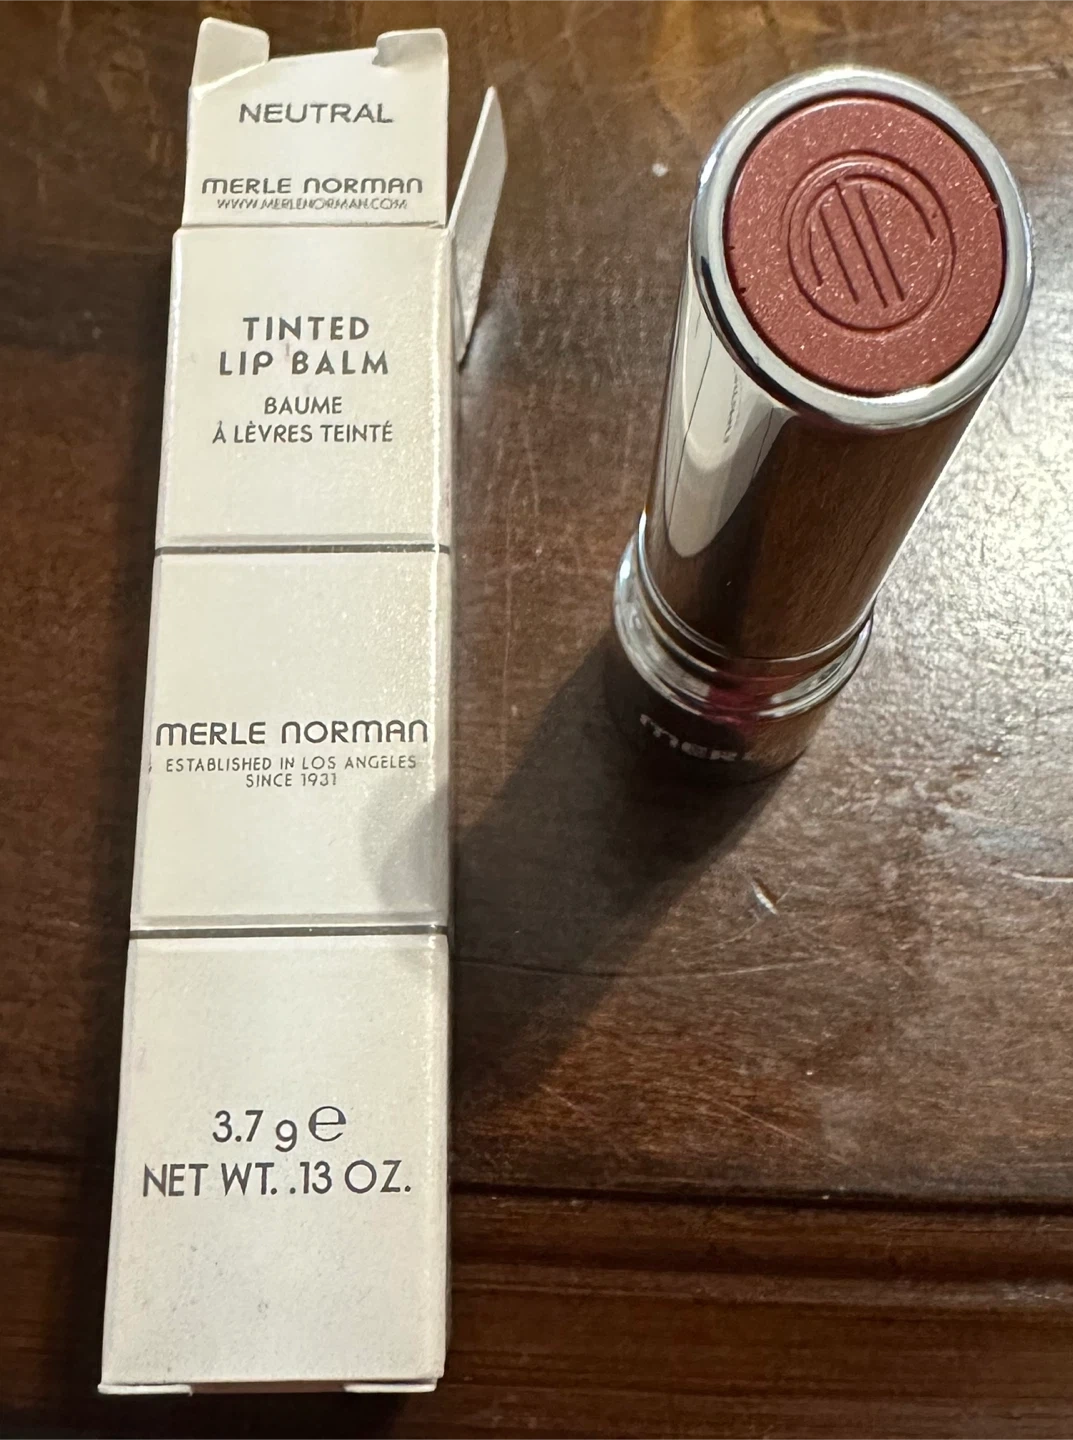 NEUTRAL
MERLE NORMAN
WWW.MERLENORMAN.COM
TINTED
LIP BALM
BAUME
À LÈVRES TEINTÉ
MERLE NORMAN
ESTABLISHED IN LOS ANGELES
SINCE 1931
3.7 g ℮
NET WT. .13 OZ.
MER